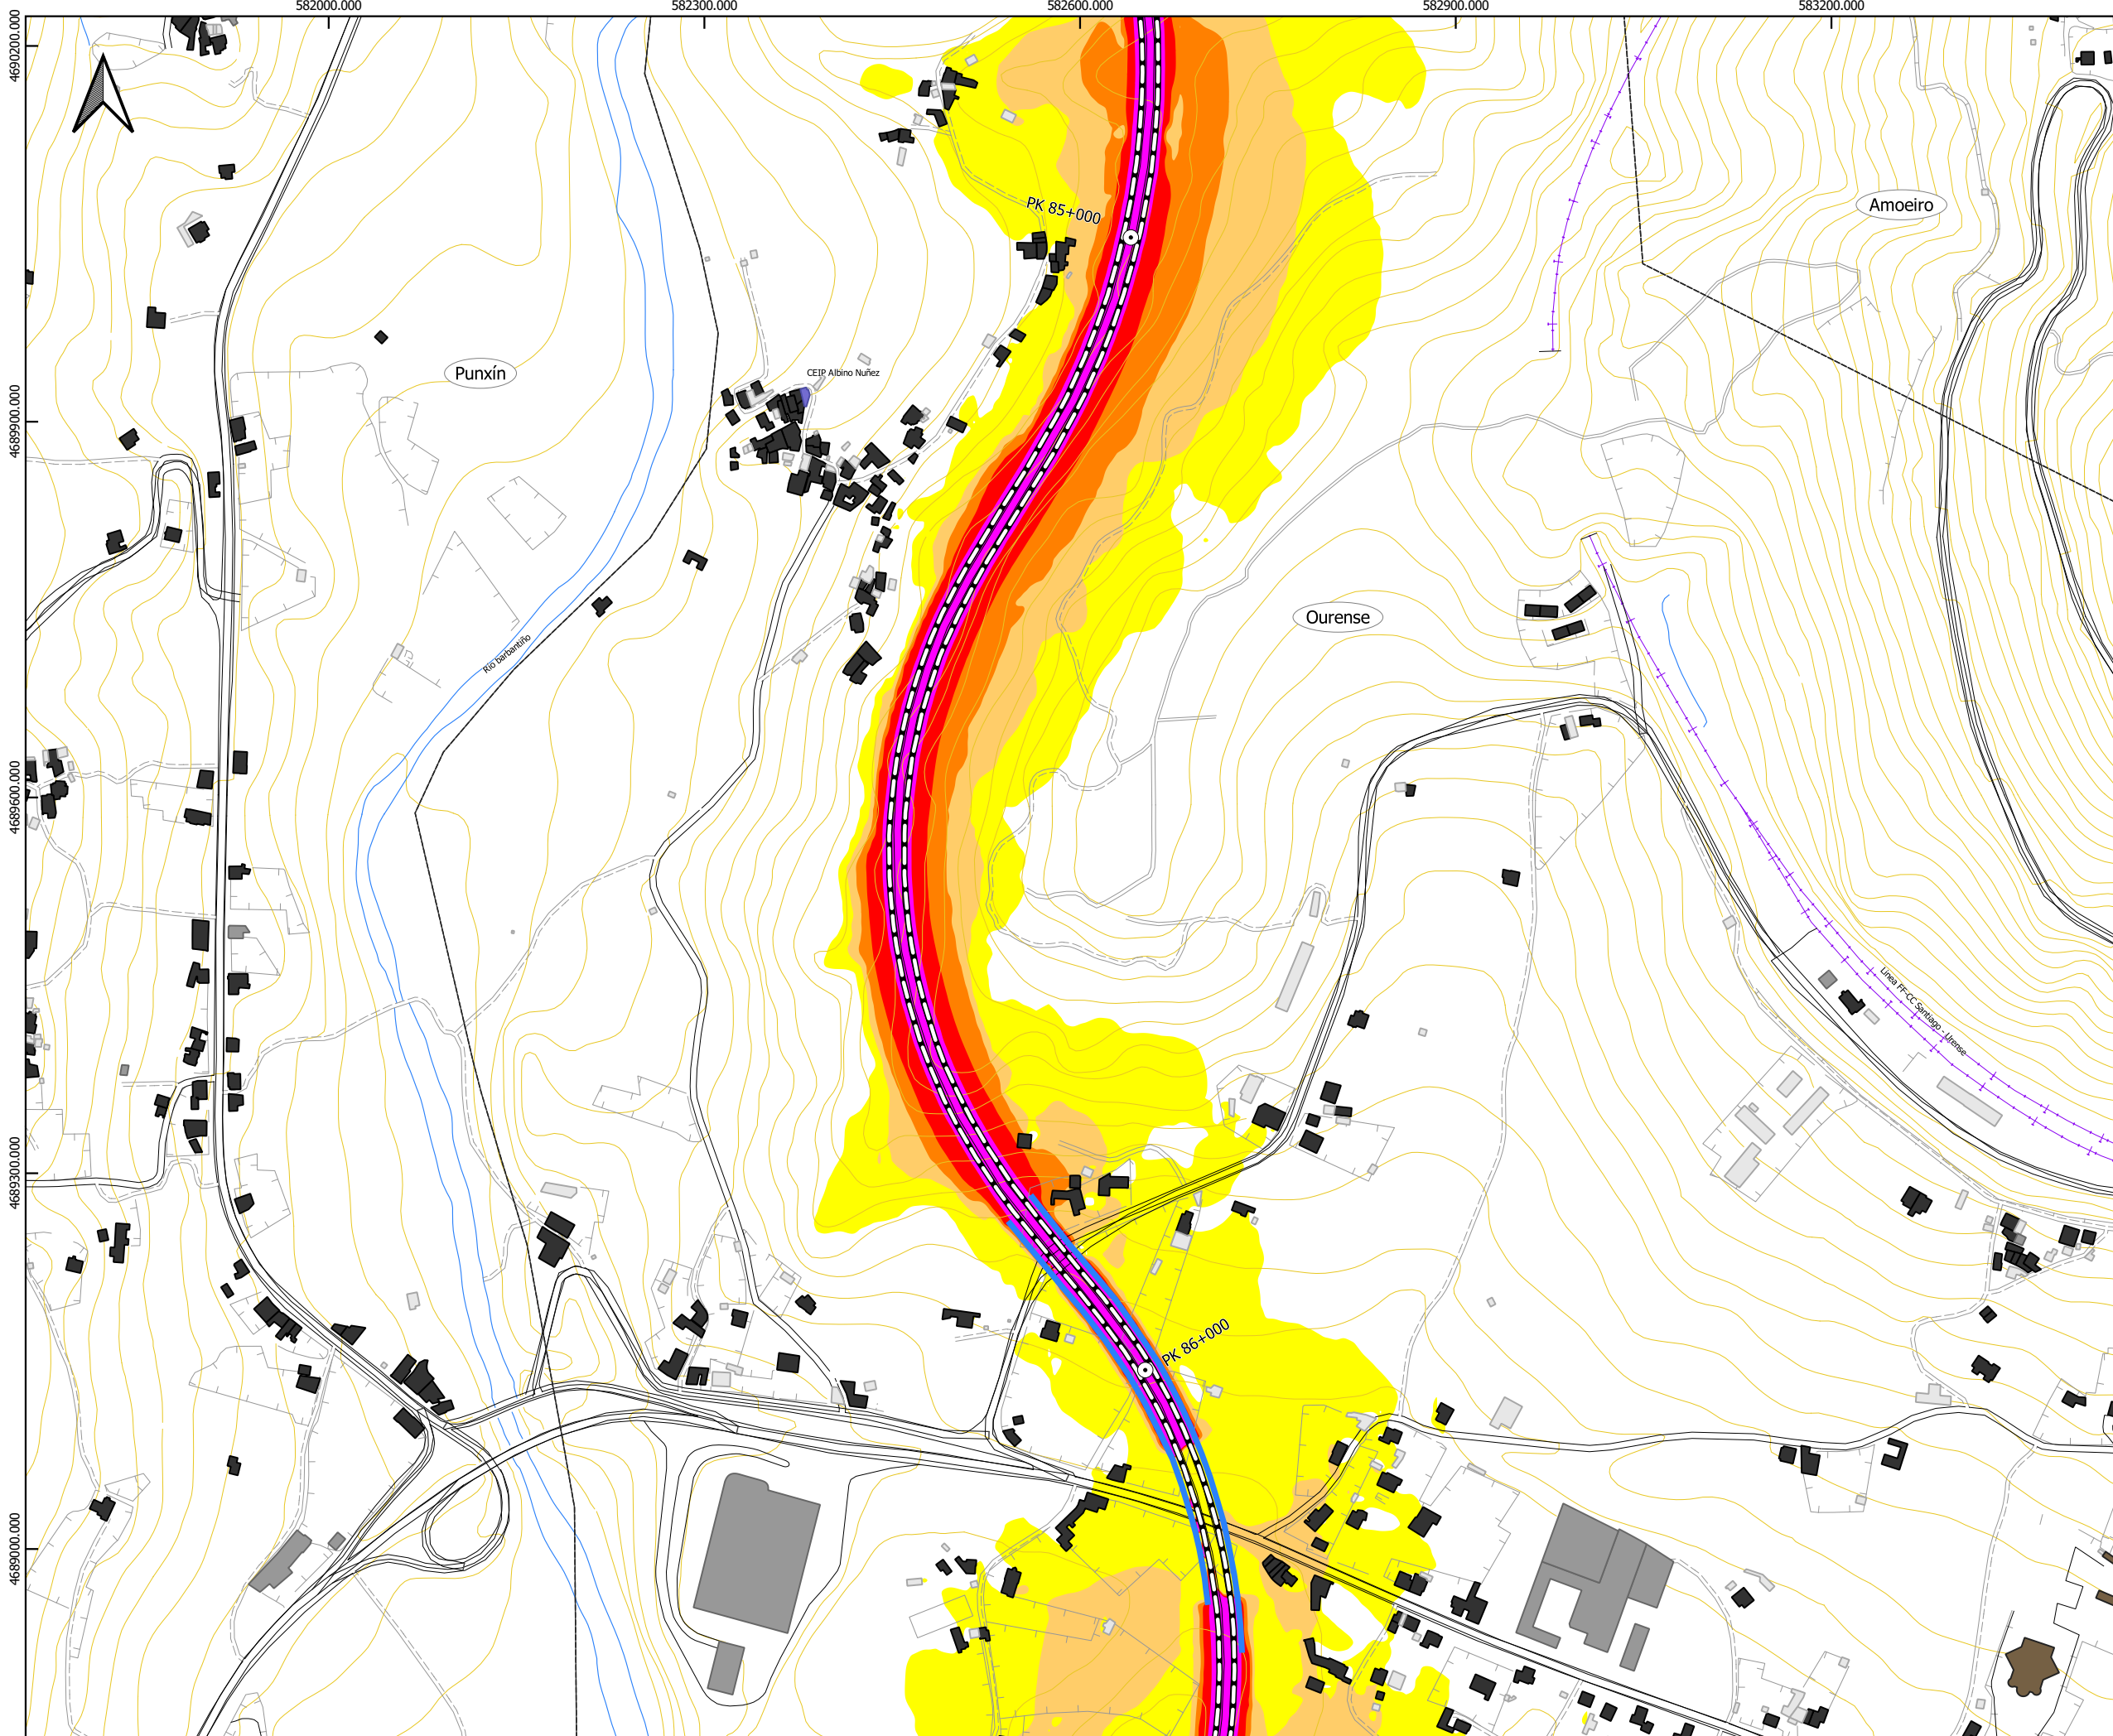 582000.000
582300.000
582600.000
582900.000
583200.000
4690200.000
4689900.000
4689600.000
4689300.000
4689000.000
PK 85+000
Amoeiro
Punxín
CEIP Albino Nuñez
Ourense
Río barbantiño
Línea FF-CC Santiago - Urense
PK 86+000